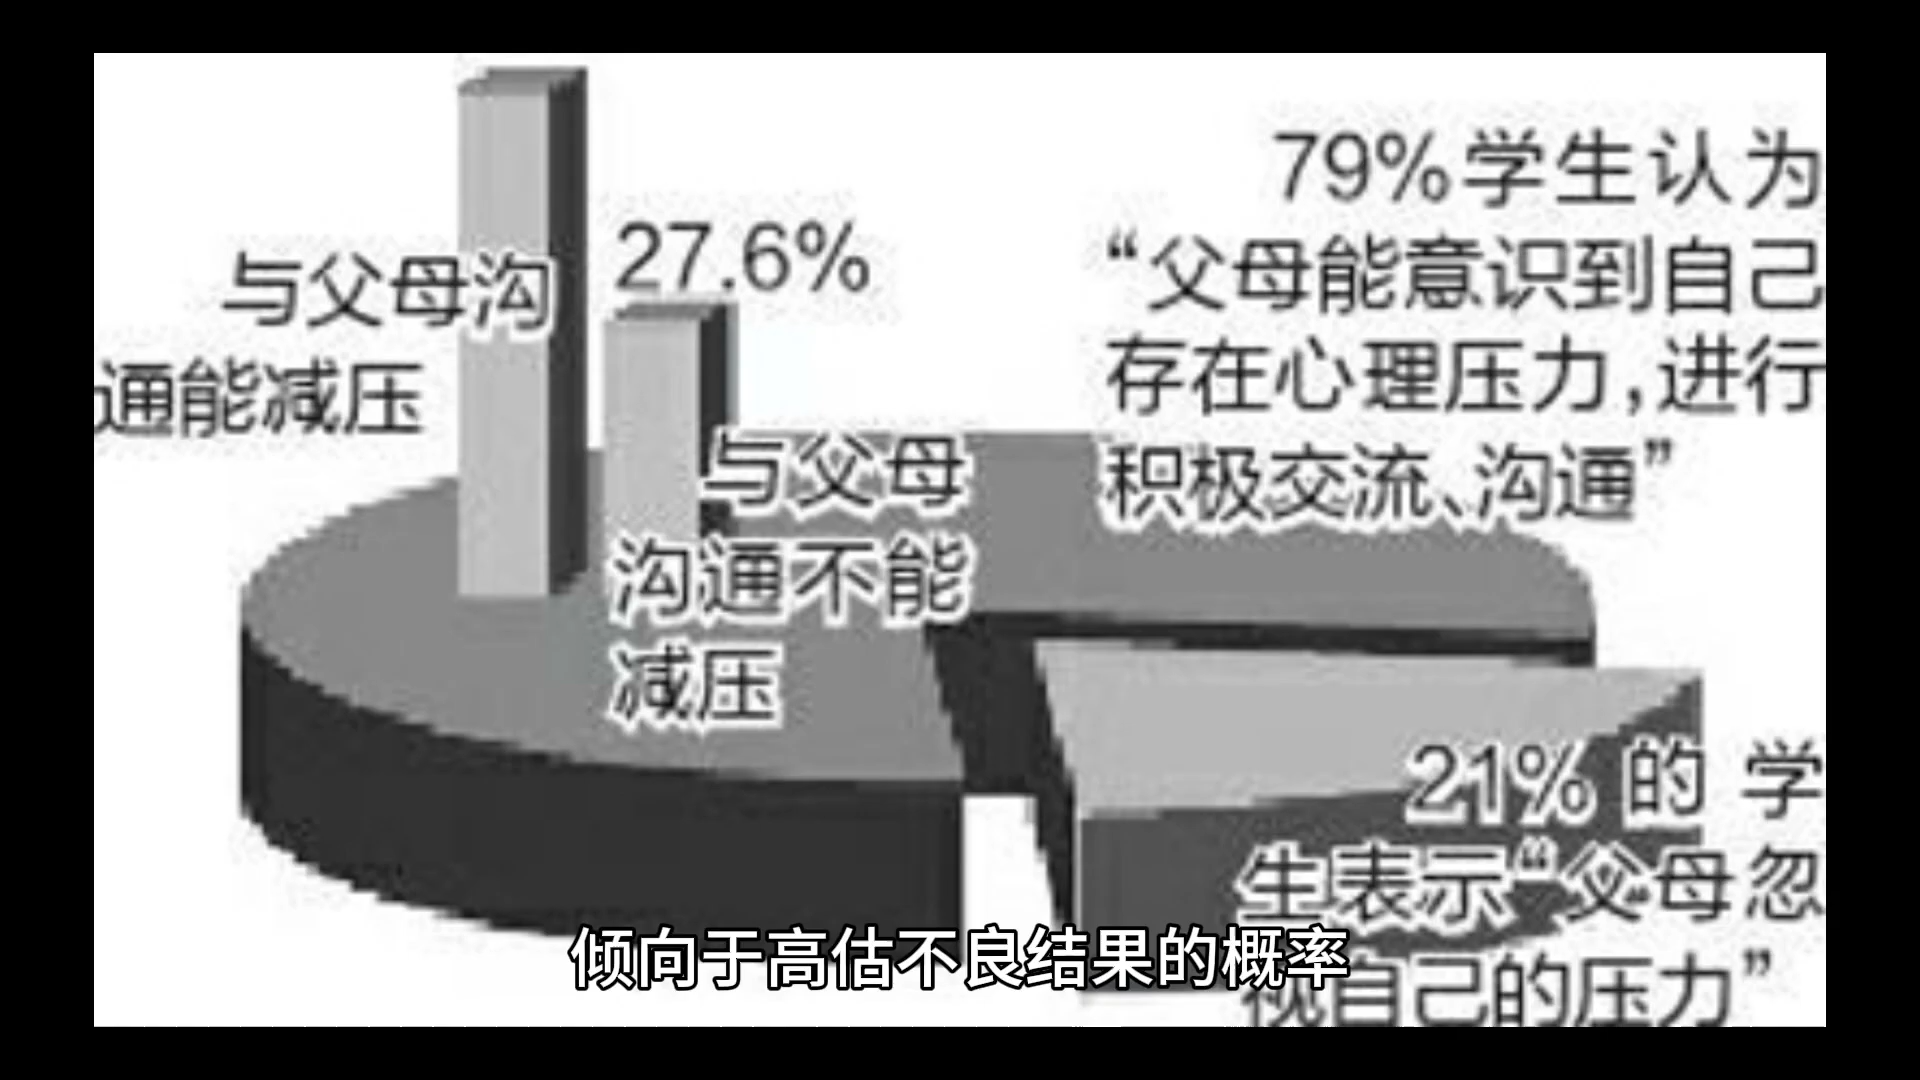 与父母沟
通能减压
27.6%
与父母
沟通不能
减压
79%学生认为
“父母能意识到自己
存在心理压力,进行
积极交流、沟通”
21%的学
生表示“父母忽
视自己的压力”
倾向于高估不良结果的概率